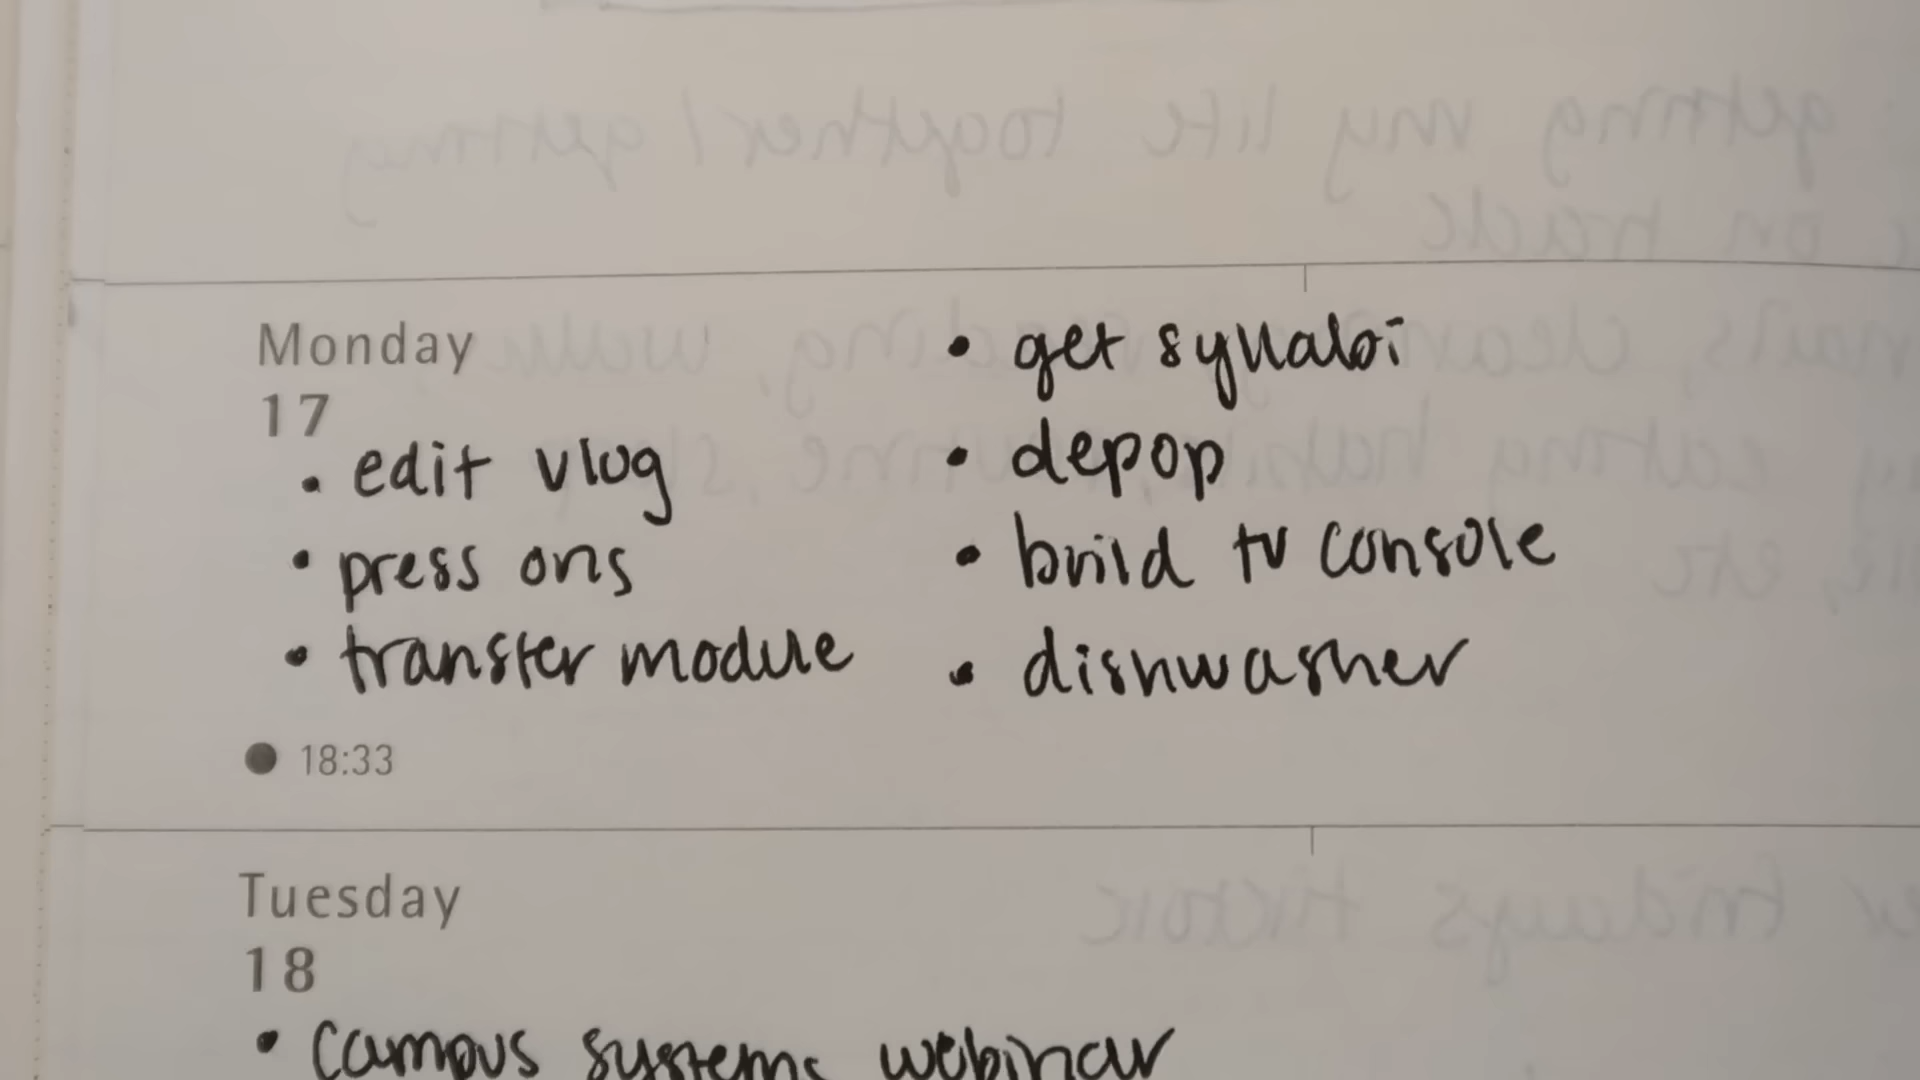 Monday
17
• edit vlog
• press ons
• transfer module
• get syllabi
• depop
• build tv console
• dishwasher
● 18:33
Tuesday
18
• campus systems webinar